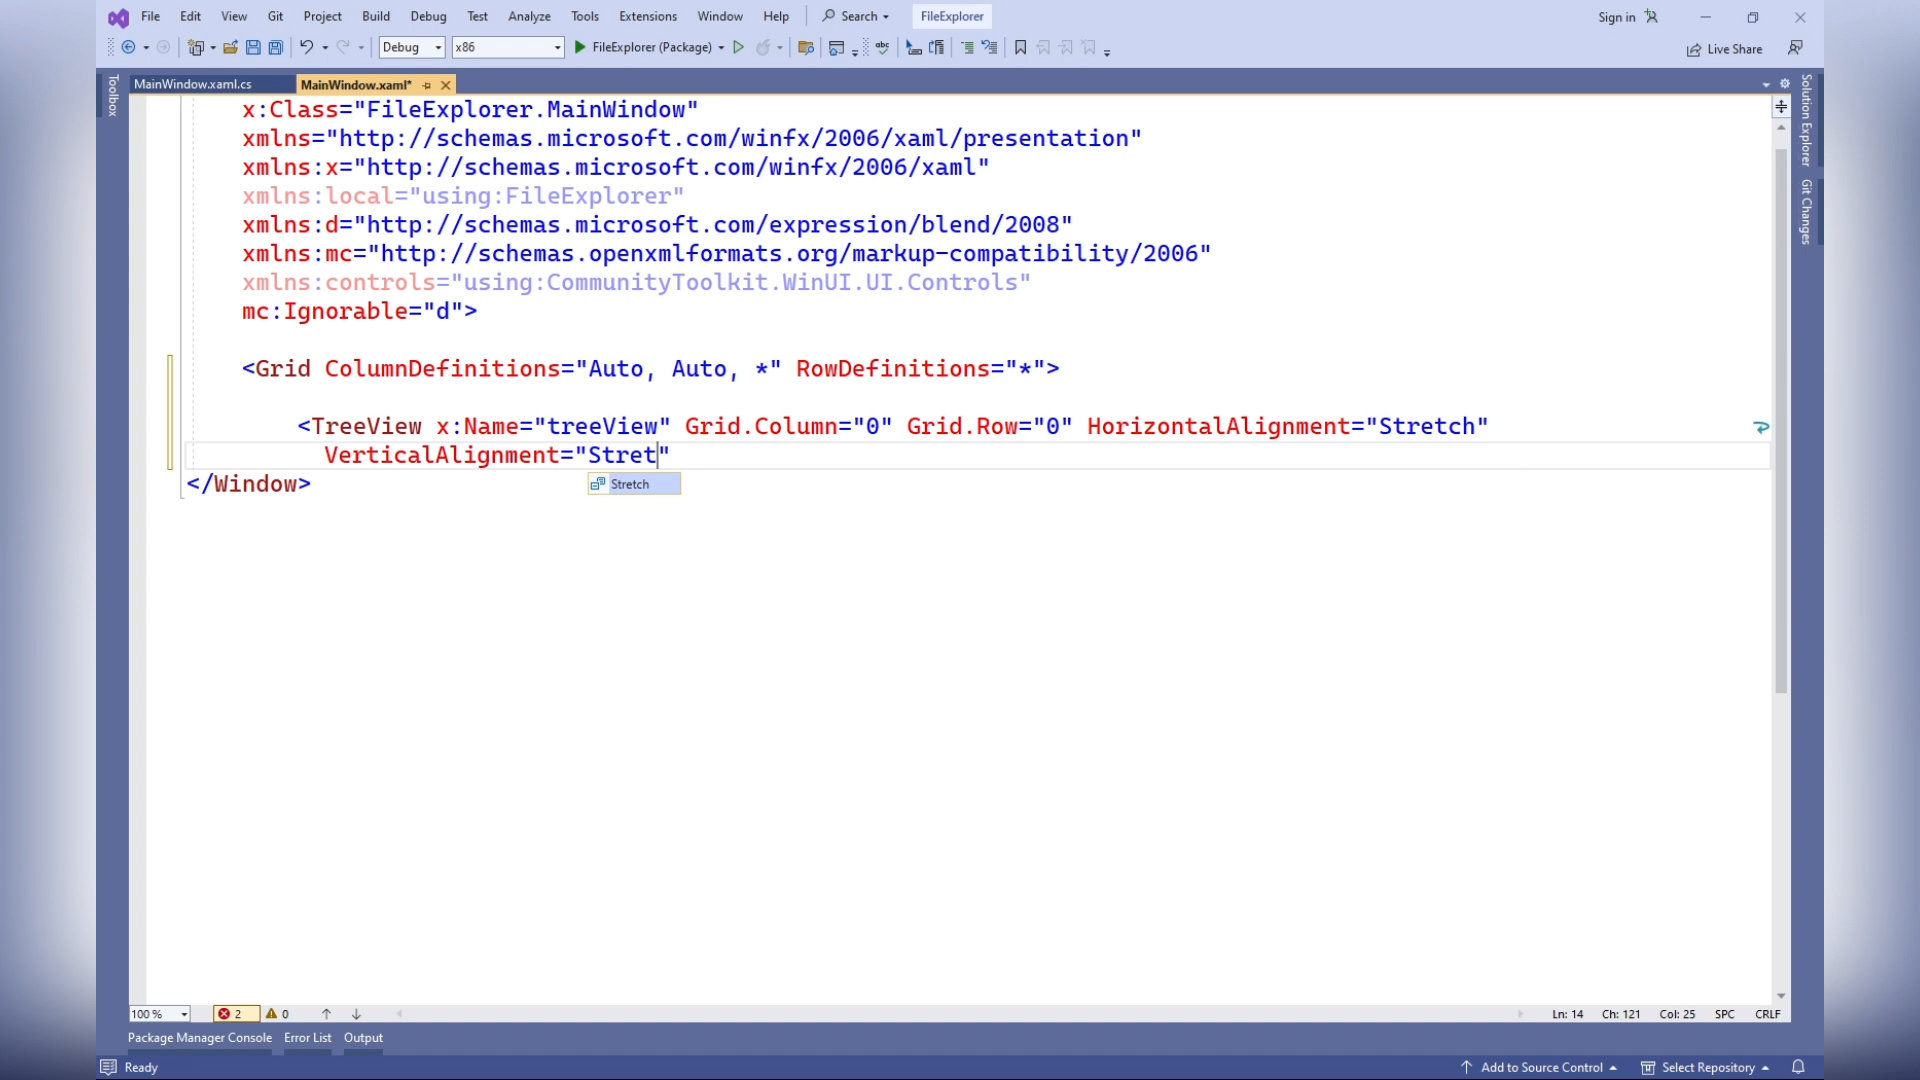 File Edit View Git Project Build Debug Test Analyze Tools Extensions Window Help Search FileExplorer Sign in
Debug x86 FileExplorer (Package) Live Share
Toolbox
MainWindow.xaml.cs MainWindow.xaml*
x:Class="FileExplorer.MainWindow"
xmlns="http://schemas.microsoft.com/winfx/2006/xaml/presentation"
xmlns:x="http://schemas.microsoft.com/winfx/2006/xaml"
xmlns:local="using:FileExplorer"
xmlns:d="http://schemas.microsoft.com/expression/blend/2008"
xmlns:mc="http://schemas.openxmlformats.org/markup-compatibility/2006"
xmlns:controls="using:CommunityToolkit.WinUI.UI.Controls"
mc:Ignorable="d">
<Grid ColumnDefinitions="Auto, Auto, *" RowDefinitions="*">
<TreeView x:Name="treeView" Grid.Column="0" Grid.Row="0" HorizontalAlignment="Stretch"
VerticalAlignment="Stret"
</Window>
Stretch
Solution Explorer
Git Changes
100 % 2 0 Ln: 14 Ch: 121 Col: 25 SPC CRLF
Package Manager Console Error List Output
Ready Add to Source Control Select Repository